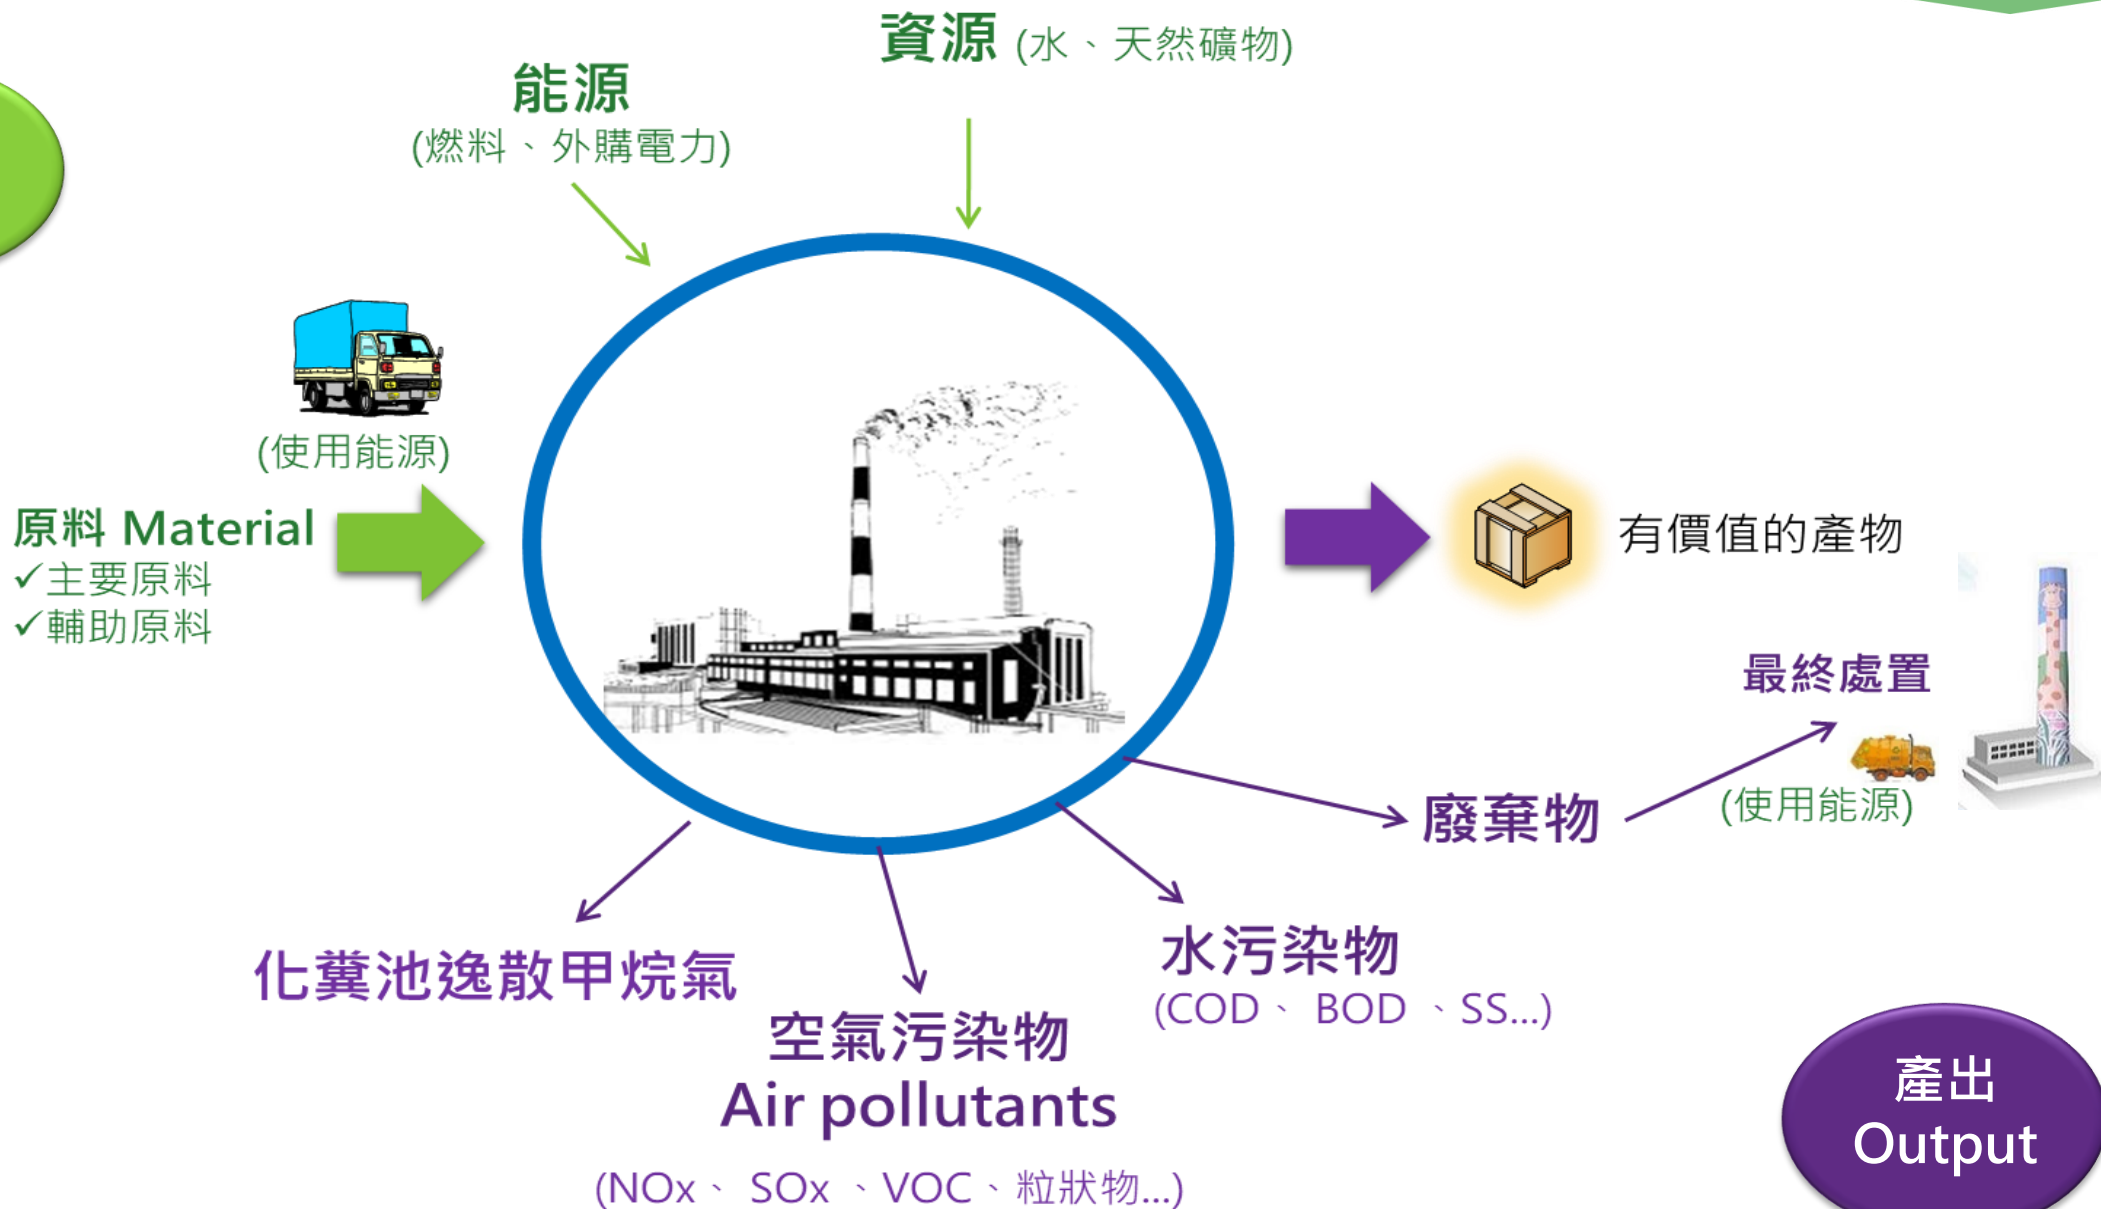 資源 (水、天然礦物)
能源
(燃料、外購電力)
(使用能源)
原料 Material
✓主要原料
✓輔助原料
有價值的產物
最終處置
(使用能源)
廢棄物
水污染物
(COD、 BOD 、SS...)
化糞池逸散甲烷氣
空氣污染物
Air pollutants
(NOx、 SOx 、VOC、粒狀物...)
產出
Output